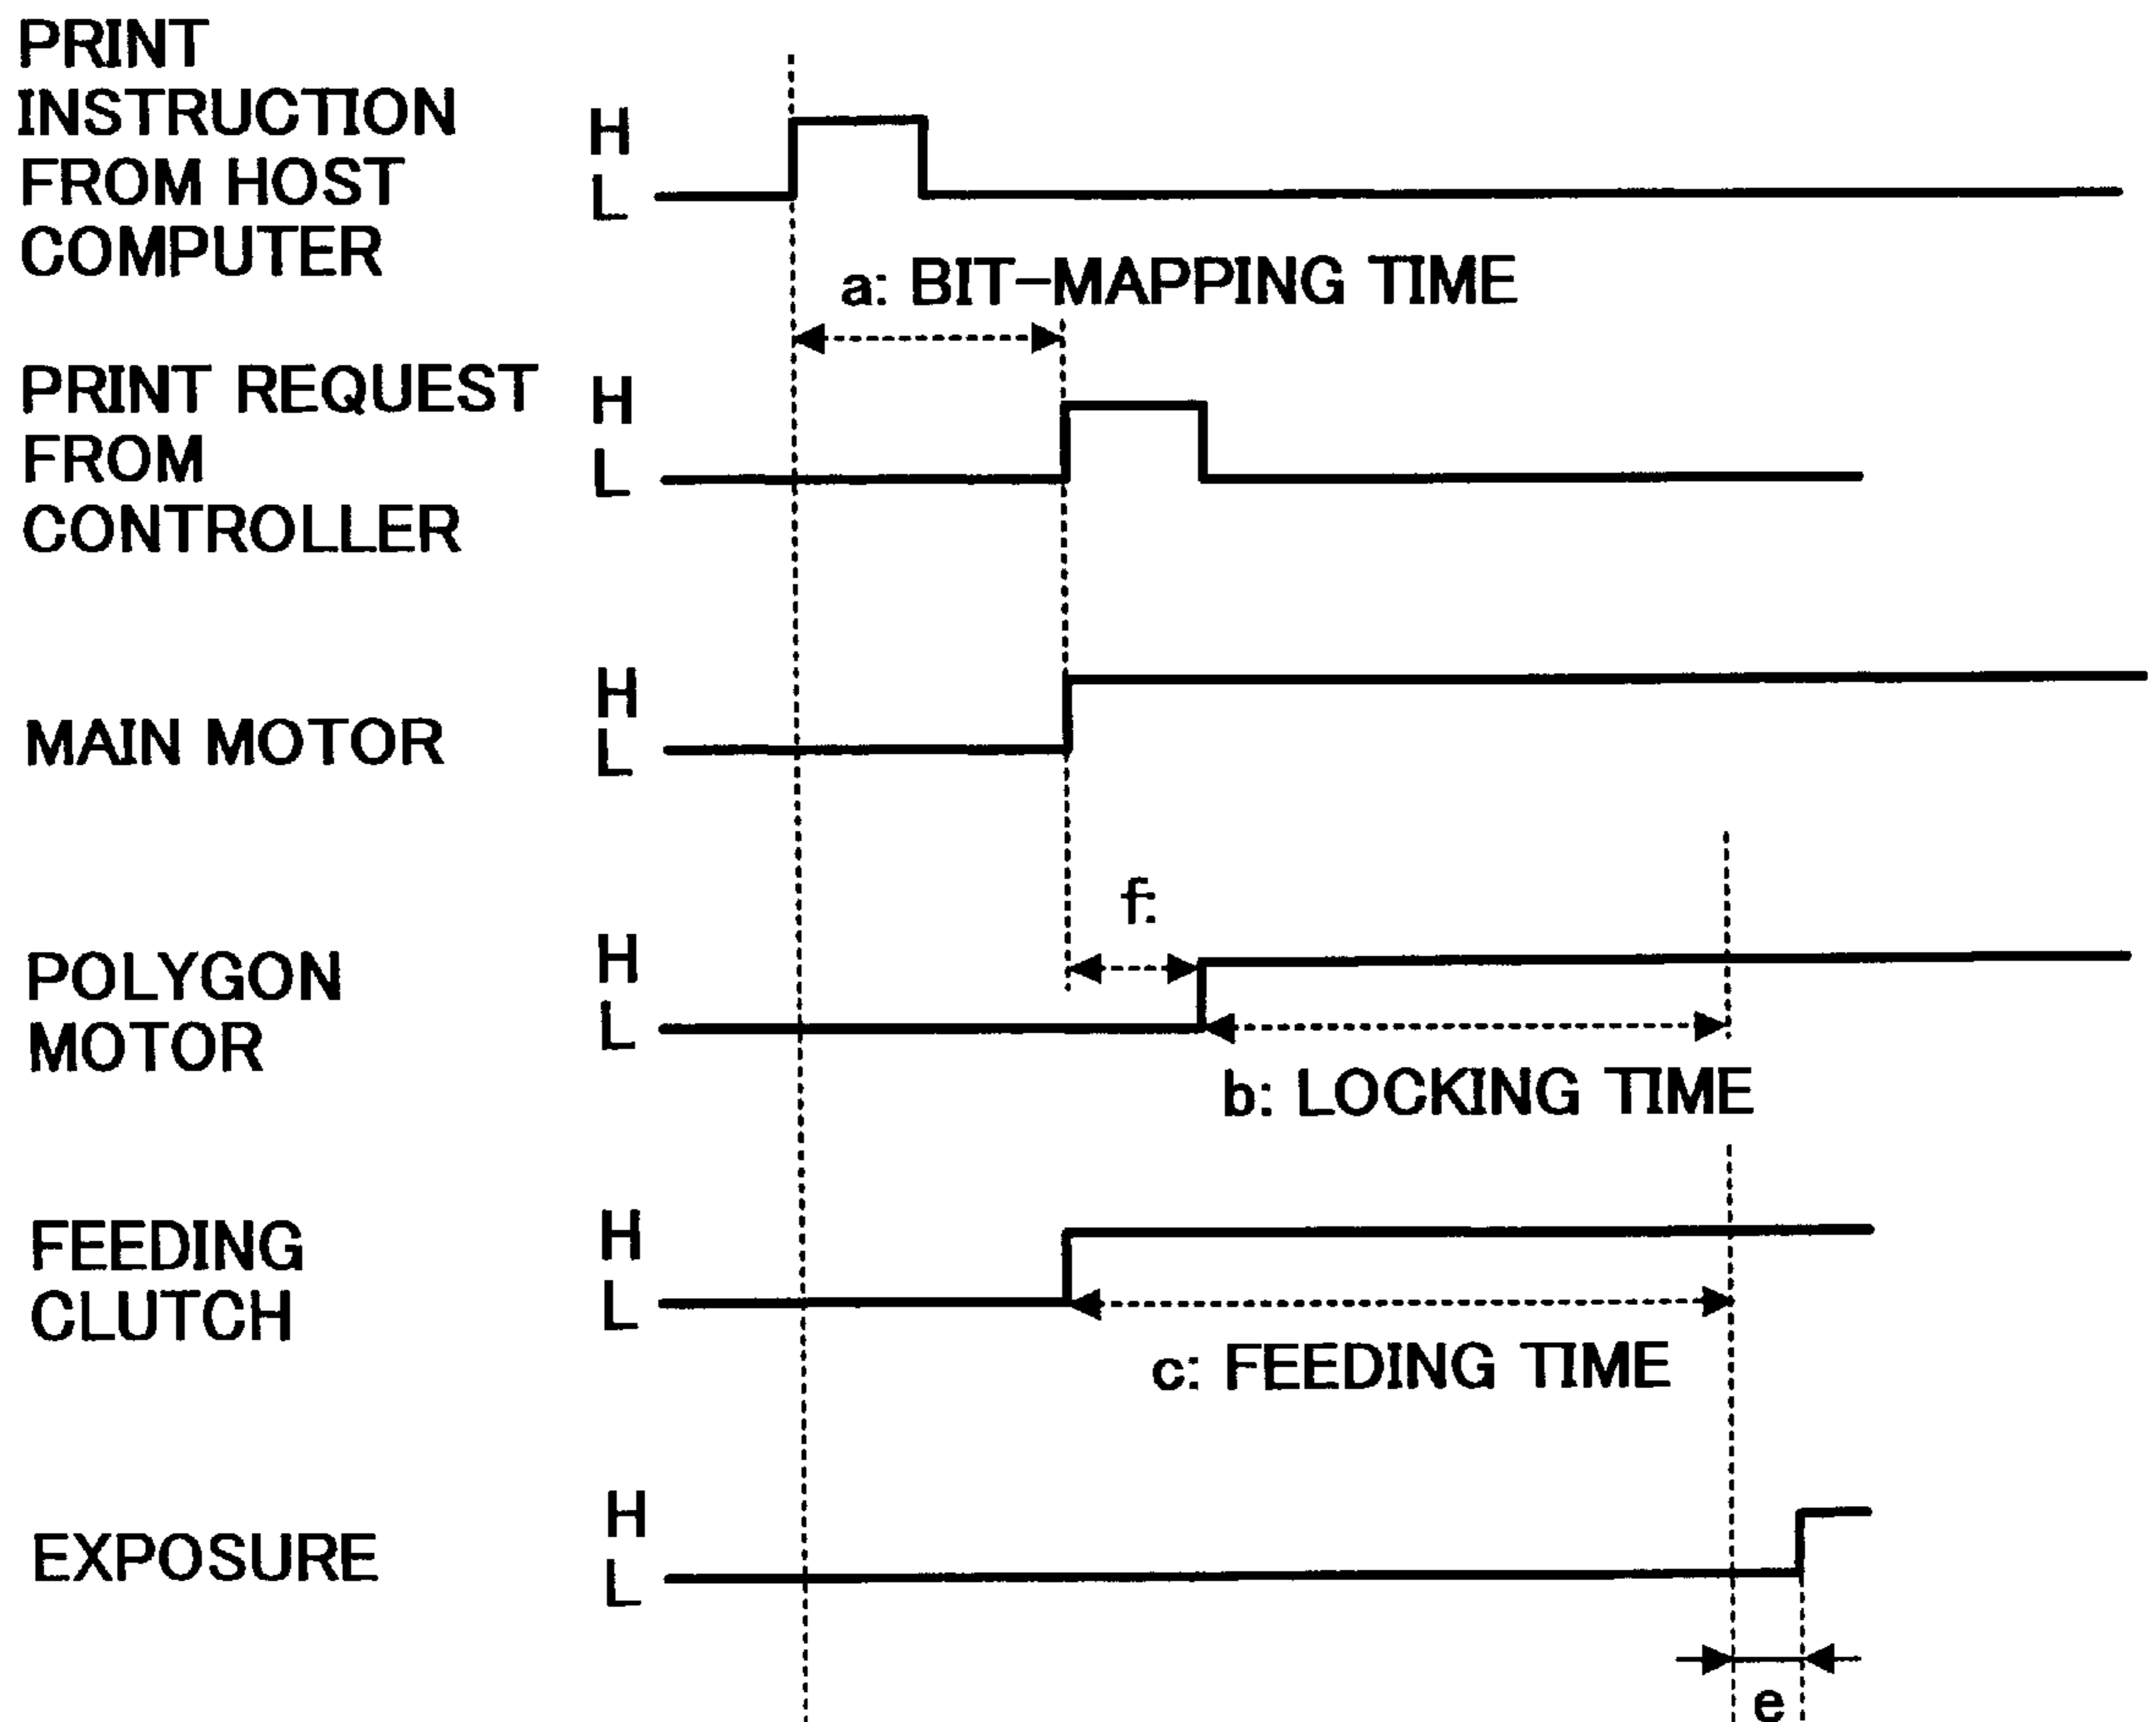 PRINT
INSTRUCTION
FROM HOST
COMPUTER
H
L
a: BIT-MAPPING TIME
PRINT REQUEST
FROM
CONTROLLER
H
L
MAIN MOTOR
H
L
f:
POLYGON
MOTOR
H
L
b: LOCKING TIME
FEEDING
CLUTCH
H
L
c: FEEDING TIME
EXPOSURE
H
L
e